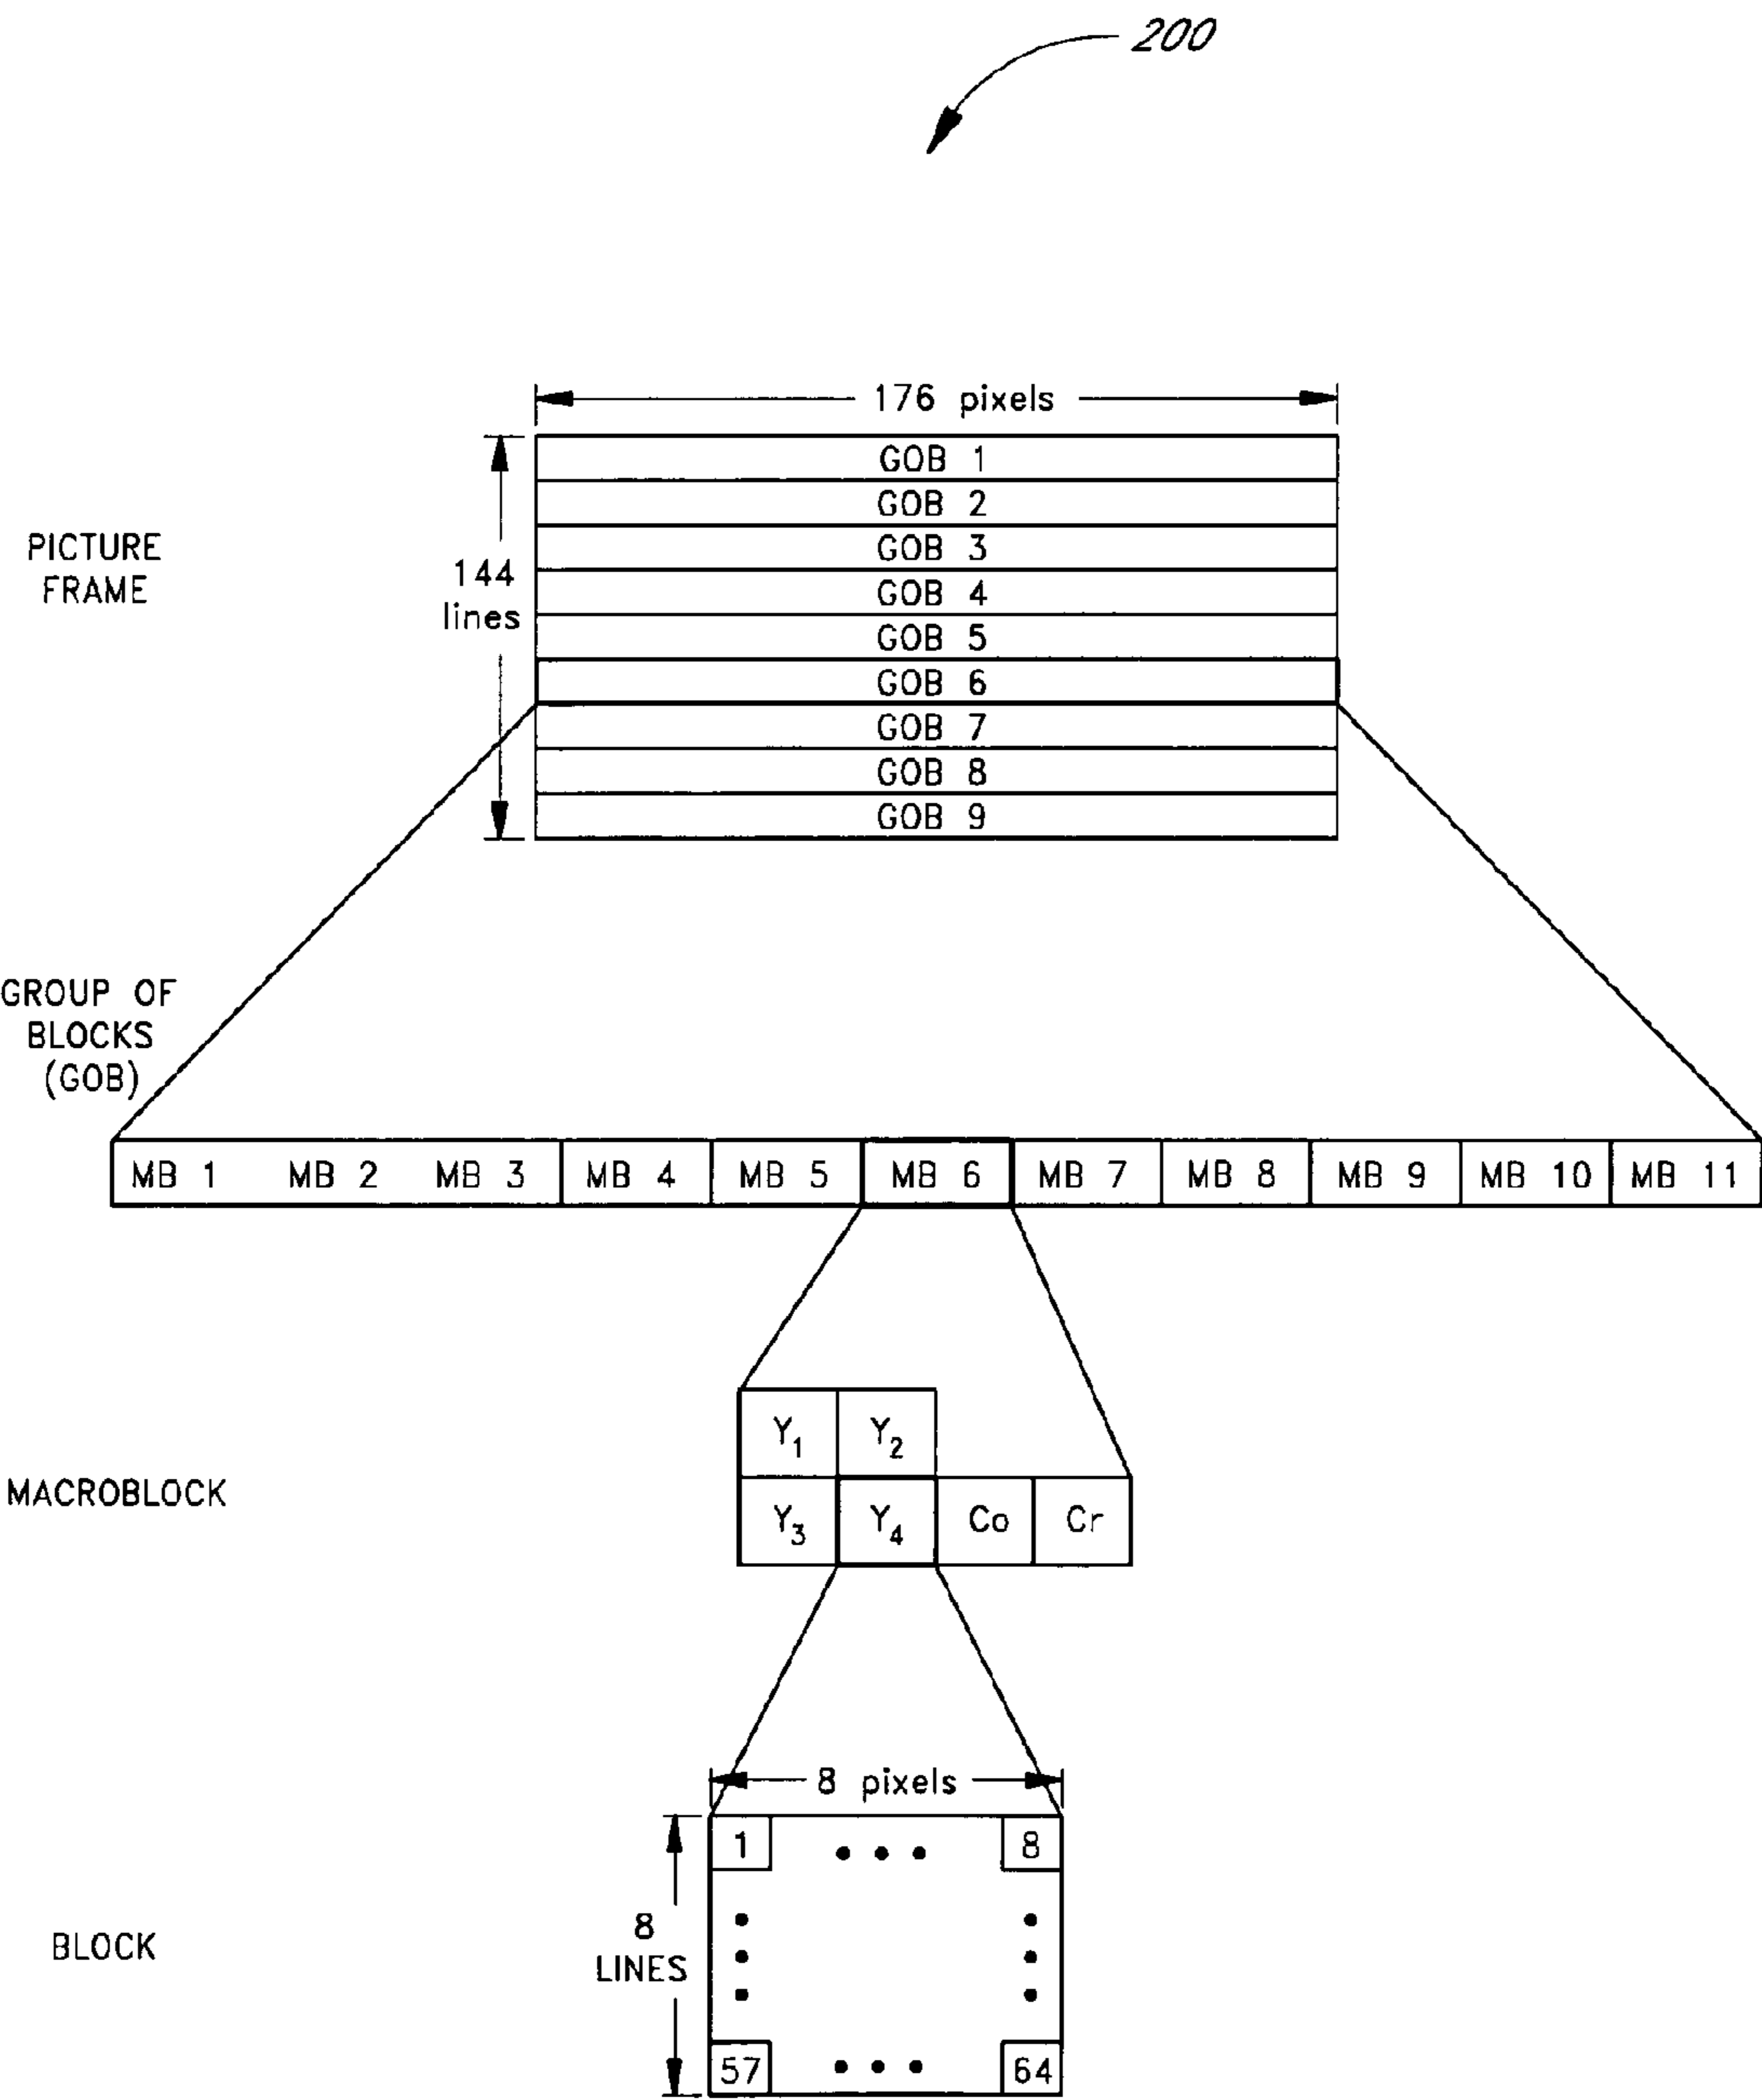 200
176 pixels
GOB 1
GOB 2
GOB 3
GOB 4
GOB 5
GOB 6
GOB 7
GOB 8
GOB 9
PICTURE
FRAME
144
lines
GROUP OF
BLOCKS
(GOB)
MB 1 MB 2 MB 3 MB 4 MB 5 MB 6 MB 7 MB 8 MB 9 MB 10 MB 11
MACROBLOCK
Y1 Y2
Y3 Y4 Co Cr
8 pixels
BLOCK
8
LINES
1 • • • 8
57 • • • 64